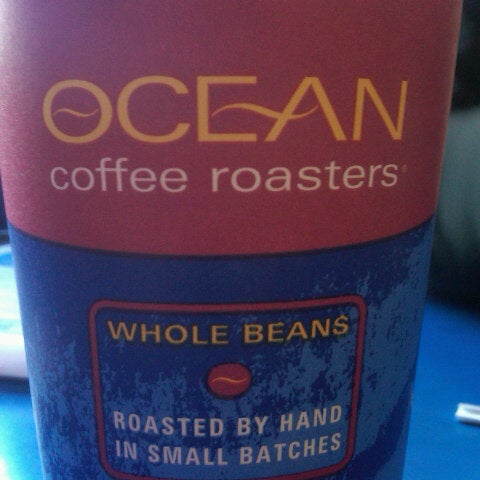 OCEAN
coffee roasters
WHOLE BEANS
ROASTED BY HAND
IN SMALL BATCHES